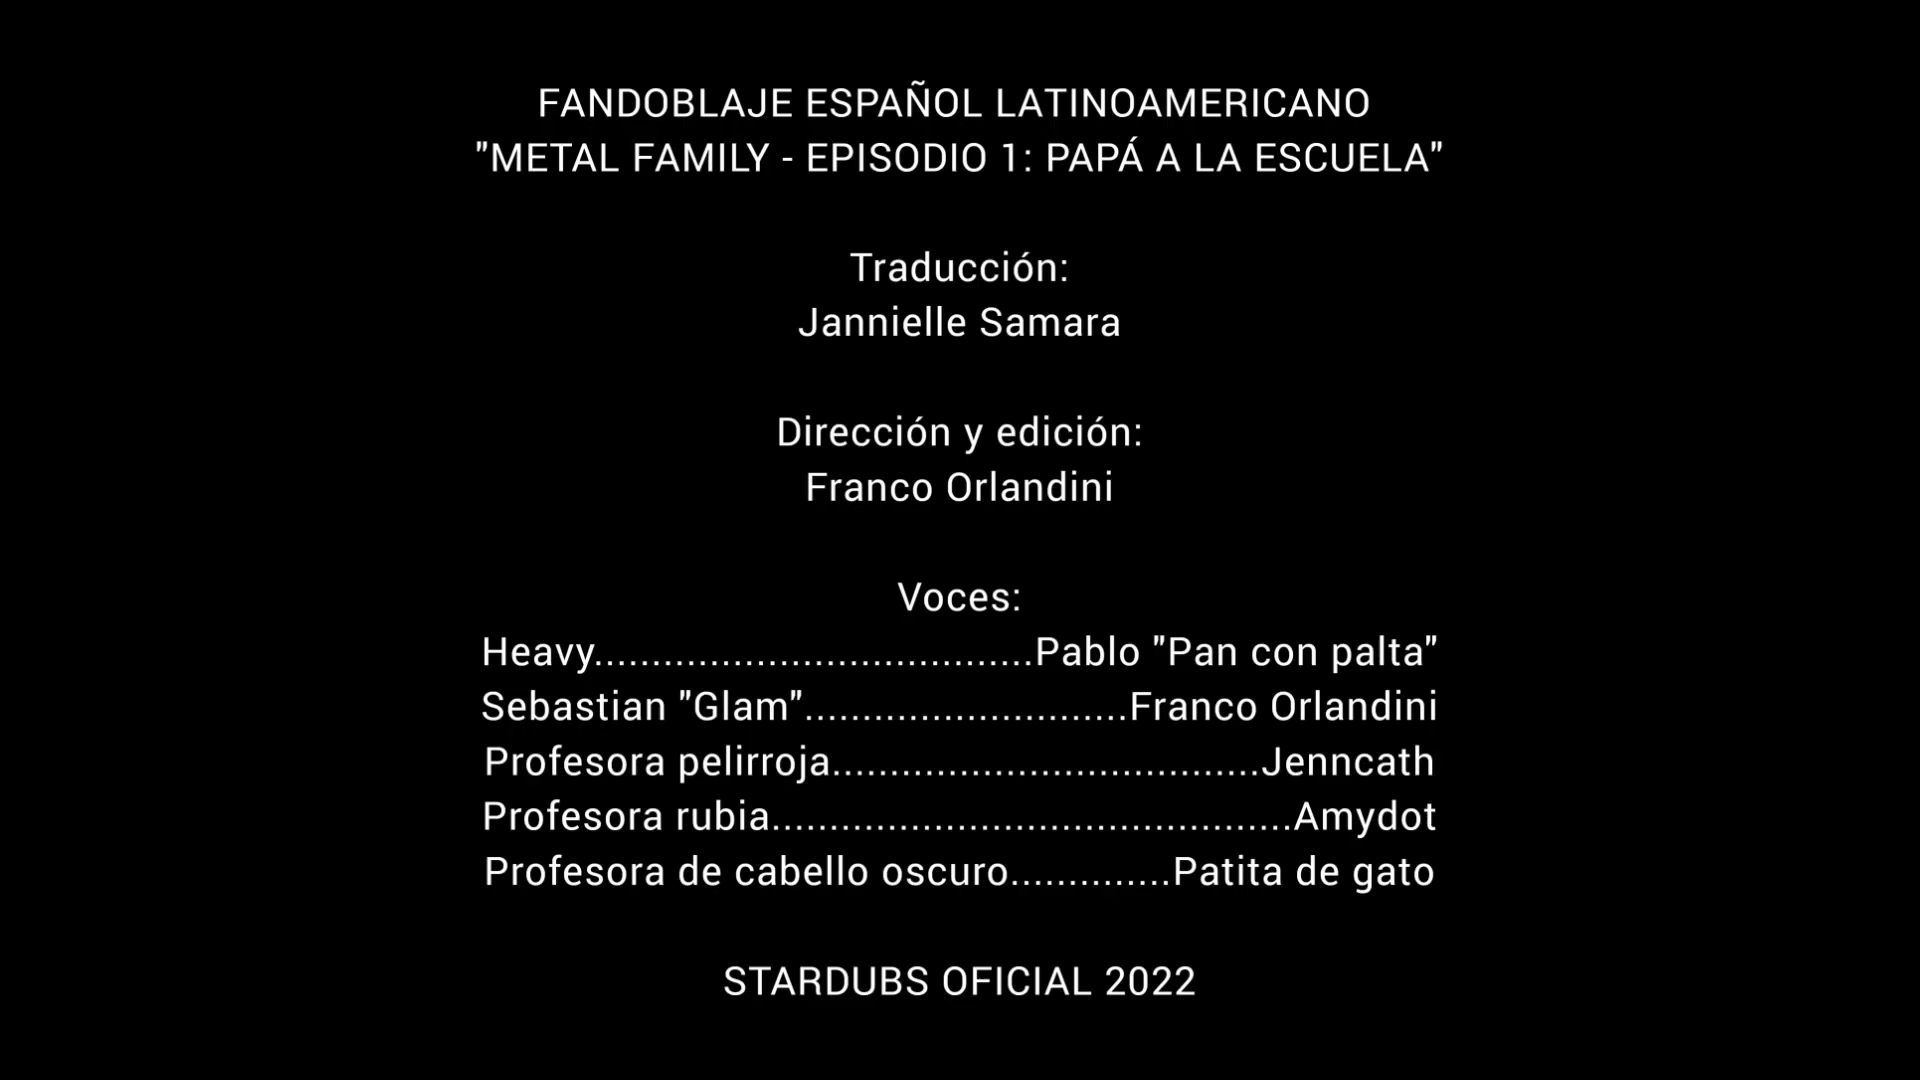 FANDOBLAJE ESPAÑOL LATINOAMERICANO
"METAL FAMILY - EPISODIO 1: PAPÁ A LA ESCUELA"
Traducción:
Jannielle Samara
Dirección y edición:
Franco Orlandini
Voces:
Heavy......................................Pablo "Pan con palta"
Sebastian "Glam"............................Franco Orlandini
Profesora pelirroja.....................................Jenncath
Profesora rubia.............................................Amydot
Profesora de cabello oscuro..............Patita de gato
STARDUBS OFICIAL 2022